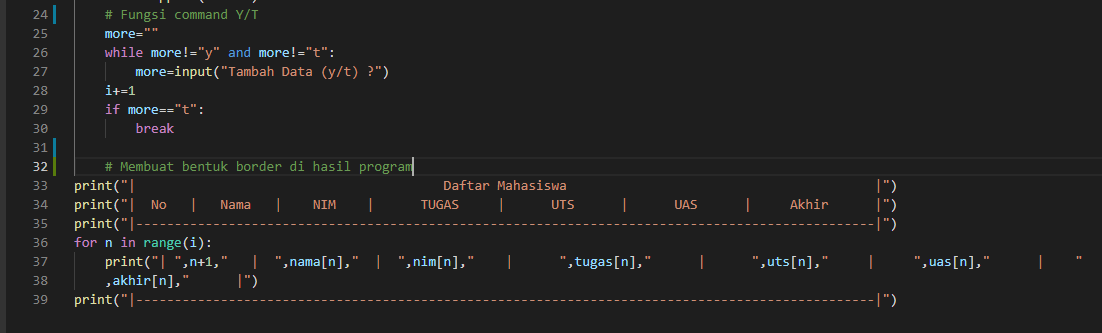 24 # Fungsi command Y/T
25 more=""
26 while more!="y" and more!="t":
27 more=input("Tambah Data (y/t) ?")
28 i+=1
29 if more=="t":
30 break
31
32 # Membuat bentuk border di hasil program
33 print("|                                        Daftar Mahasiswa                                        |")
34 print("|  No   |   Nama   |    NIM    |      TUGAS     |      UTS      |      UAS      |     Akhir      |")
35 print("|------------------------------------------------------------------------------------------------|")
36 for n in range(i):
37 print("| ",n+1,"   |  ",nama[n],"  |  ",nim[n],"    |      ",tugas[n],"      |      ",uts[n],"     |     ",uas[n],"      |    "
38 ,akhir[n],"      |")
39 print("|------------------------------------------------------------------------------------------------|")